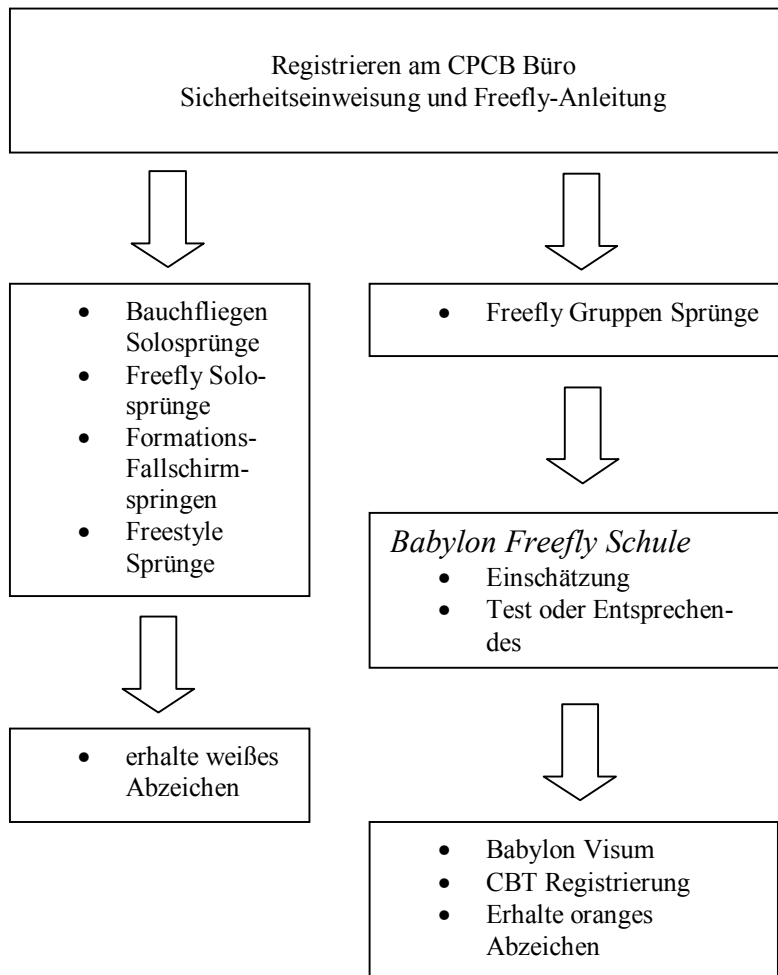 Registrieren am CPCB Büro
Sicherheitseinweisung und Freefly-Anleitung
• Bauchfliegen
Solosprünge
• Freefly Solo-
sprünge
• Formations-
Fallschirm-
springen
• Freestyle
Sprünge
• erhalte weißes
Abzeichen
• Freefly Gruppen Sprünge
Babylon Freefly Schule
• Einschätzung
• Test oder Entsprechen-
des
• Babylon Visum
• CBT Registrierung
• Erhalte oranges
Abzeichen